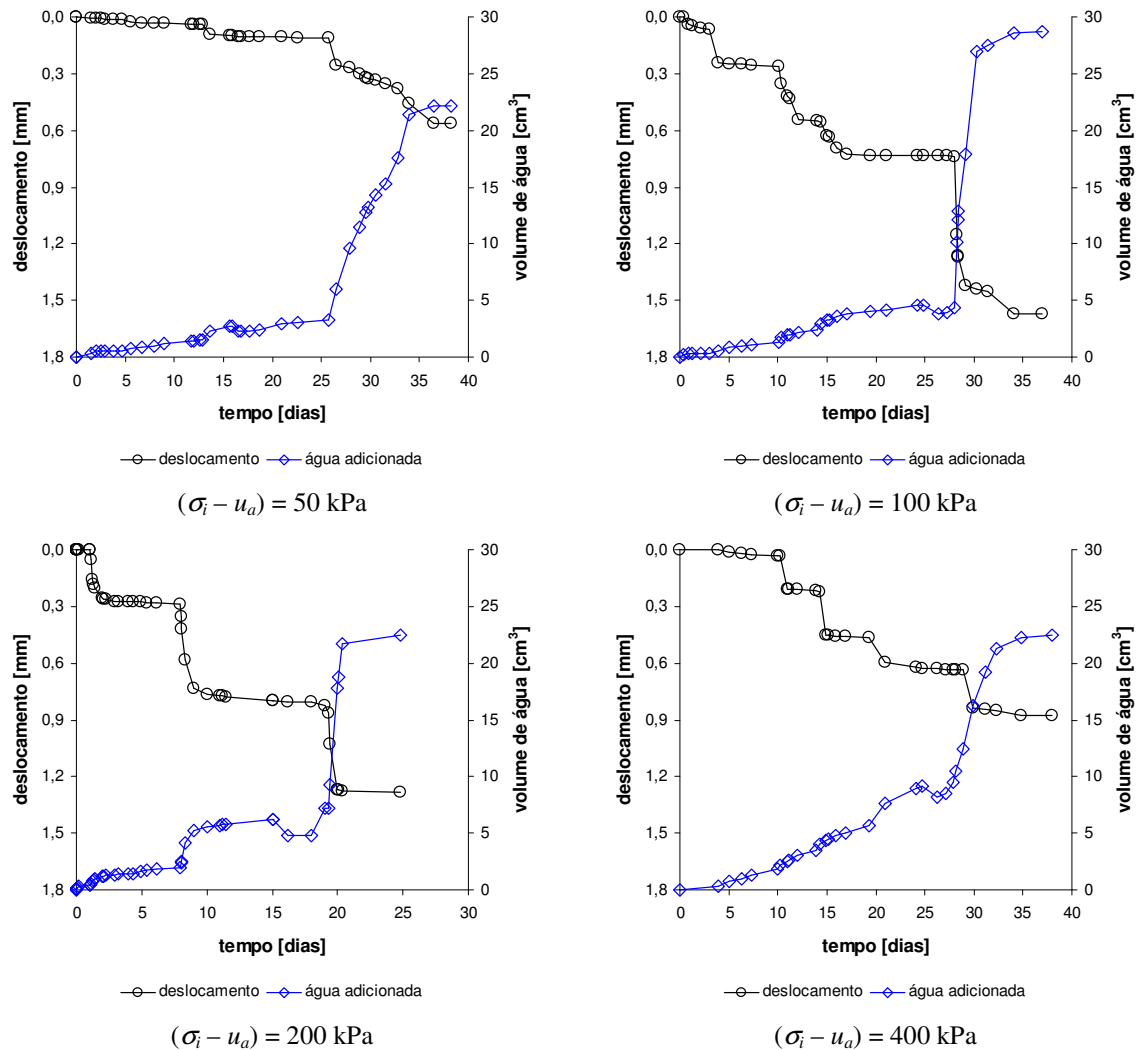 0,0
0,3
0,6
0,9
1,2
1,5
1,8
deslocamento [mm]
30
25
20
15
10
5
0
volume de água [cm³]
0 5 10 15 20 25 30 35 40
tempo [dias]
deslocamento água adicionada
(σi – ua) = 50 kPa
0,0
0,3
0,6
0,9
1,2
1,5
1,8
deslocamento [mm]
30
25
20
15
10
5
0
volume de água [cm³]
0 5 10 15 20 25 30 35 40
tempo [dias]
deslocamento água adicionada
(σi – ua) = 100 kPa
0,0
0,3
0,6
0,9
1,2
1,5
1,8
deslocamento [mm]
30
25
20
15
10
5
0
volume de água [cm³]
0 5 10 15 20 25 30
tempo [dias]
deslocamento água adicionada
(σi – ua) = 200 kPa
0,0
0,3
0,6
0,9
1,2
1,5
1,8
deslocamento [mm]
30
25
20
15
10
5
0
volume de água [cm³]
0 5 10 15 20 25 30 35 40
tempo [dias]
deslocamento água adicionada
(σi – ua) = 400 kPa